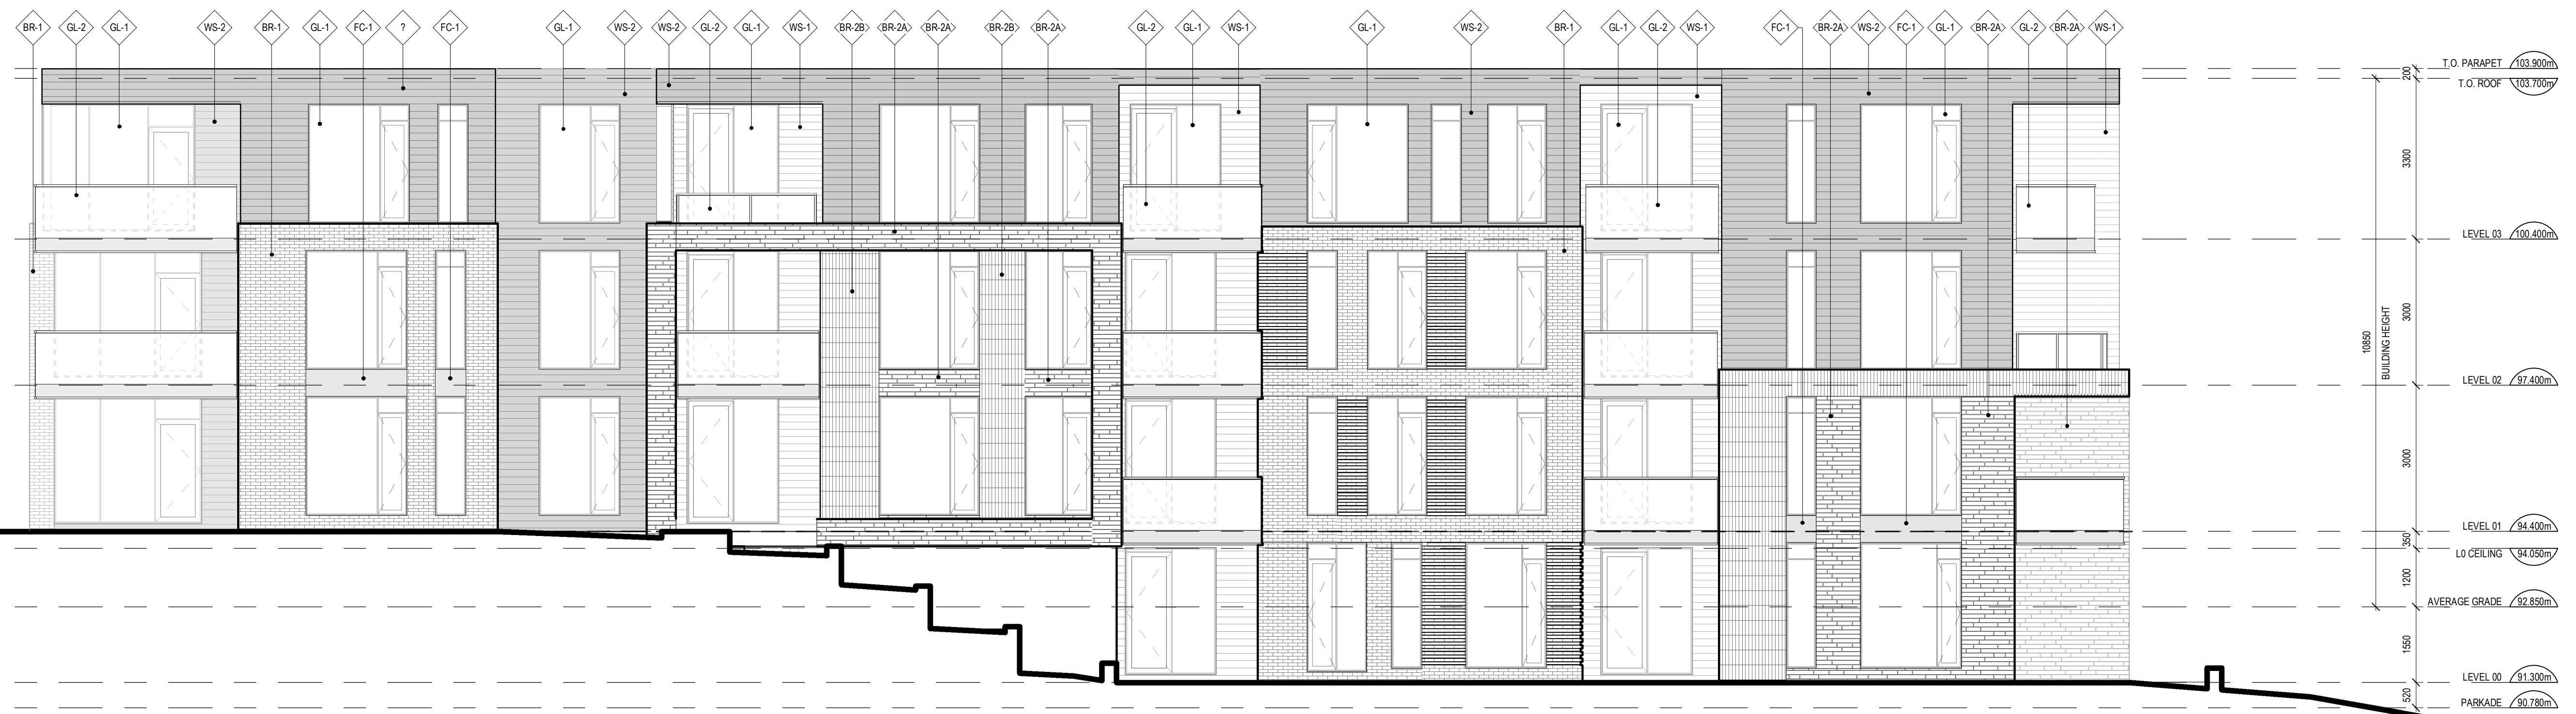 BR-1 GL-2 GL-1 WS-2 BR-1 GL-1 FC-1 ? FC-1 GL-1 WS-2 WS-2 GL-2 GL-1 WS-1 BR-2B BR-2A BR-2A BR-2B BR-2A GL-2 GL-1 WS-1 GL-1 WS-2 BR-1 GL-1 GL-2 WS-1 FC-1 BR-2A WS-2 FC-1 GL-1 BR-2A GL-2 BR-2A WS-1
T.O. PARAPET 103.900m
200
T.O. ROOF 103.700m
3300
LEVEL 03 100.400m
3000
10850
BUILDING HEIGHT
LEVEL 02 97.400m
3000
LEVEL 01 94.400m
350
L0 CEILING 94.050m
1200
AVERAGE GRADE 92.850m
1550
LEVEL 00 91.300m
520
PARKADE 90.780m